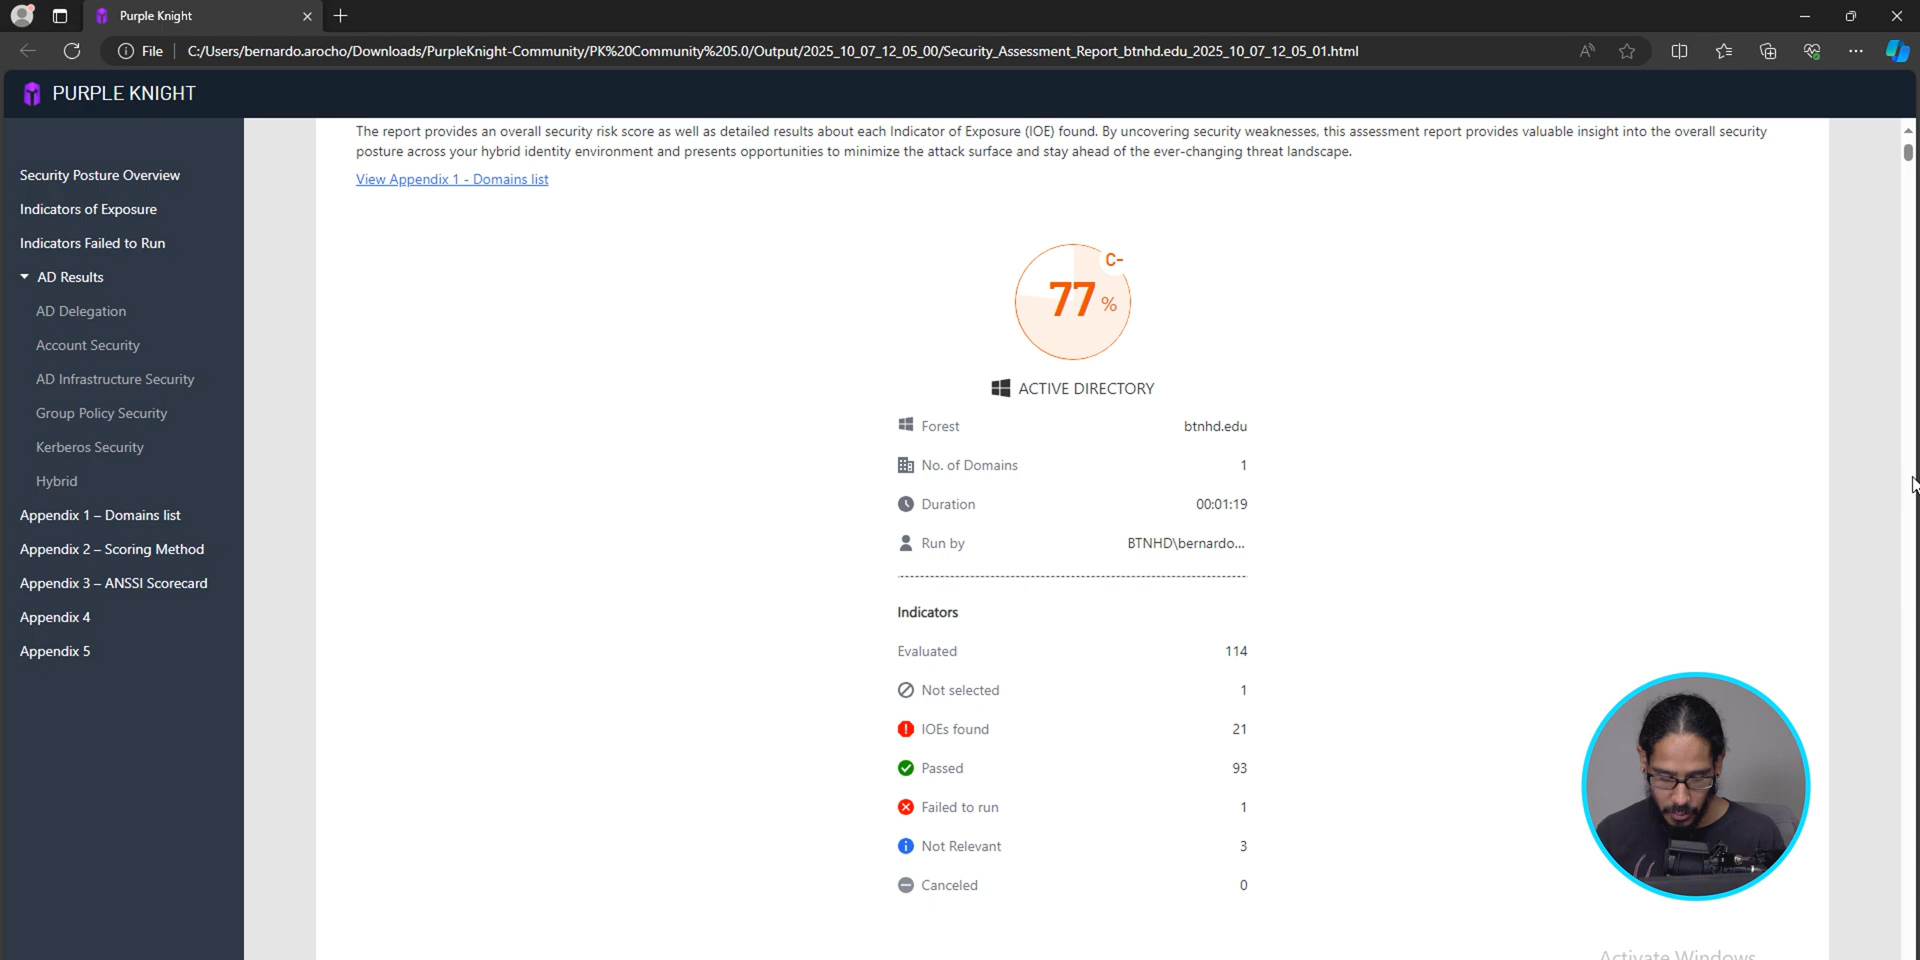 Purple Knight
File
C:/Users/bernardo.arocho/Downloads/PurpleKnight-Community/PK%20Community%205.0/Output/2025_10_07_12_05_00/Security_Assessment_Report_btnhd.edu_2025_10_07_12_05_01.html
PURPLE KNIGHT
Security Posture Overview
Indicators of Exposure
Indicators Failed to Run
AD Results
AD Delegation
Account Security
AD Infrastructure Security
Group Policy Security
Kerberos Security
Hybrid
Appendix 1 – Domains list
Appendix 2 – Scoring Method
Appendix 3 – ANSSI Scorecard
Appendix 4
Appendix 5
The report provides an overall security risk score as well as detailed results about each Indicator of Exposure (IOE) found. By uncovering security weaknesses, this assessment report provides valuable insight into the overall security
posture across your hybrid identity environment and presents opportunities to minimize the attack surface and stay ahead of the ever-changing threat landscape.
View Appendix 1 - Domains list
C-
77 %
ACTIVE DIRECTORY
Forest btnhd.edu
No. of Domains 1
Duration 00:01:19
Run by BTNHD\bernardo...
Indicators
Evaluated 114
Not selected 1
IOEs found 21
Passed 93
Failed to run 1
Not Relevant 3
Canceled 0
Activate Windows